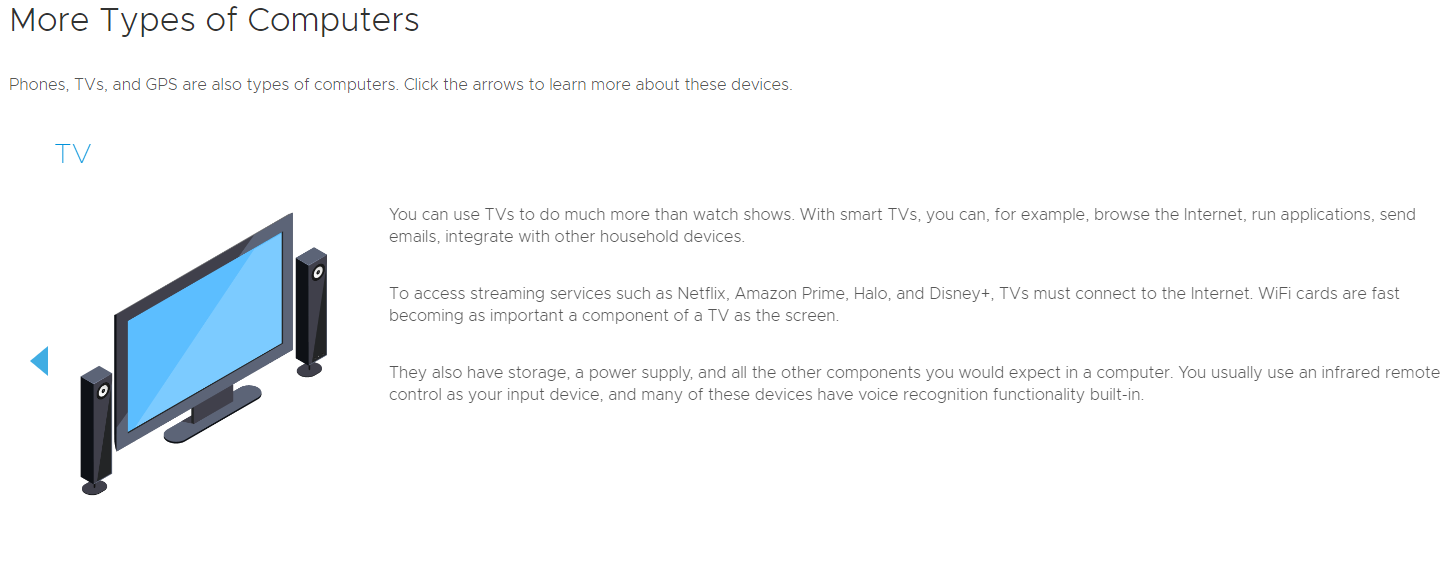 More Types of Computers
Phones, TVs, and GPS are also types of computers. Click the arrows to learn more about these devices.
TV
You can use TVs to do much more than watch shows. With smart TVs, you can, for example, browse the Internet, run applications, send
emails, integrate with other household devices.
To access streaming services such as Netflix, Amazon Prime, Halo, and Disney+, TVs must connect to the Internet. WiFi cards are fast
becoming as important a component of a TV as the screen.
They also have storage, a power supply, and all the other components you would expect in a computer. You usually use an infrared remote
control as your input device, and many of these devices have voice recognition functionality built-in.